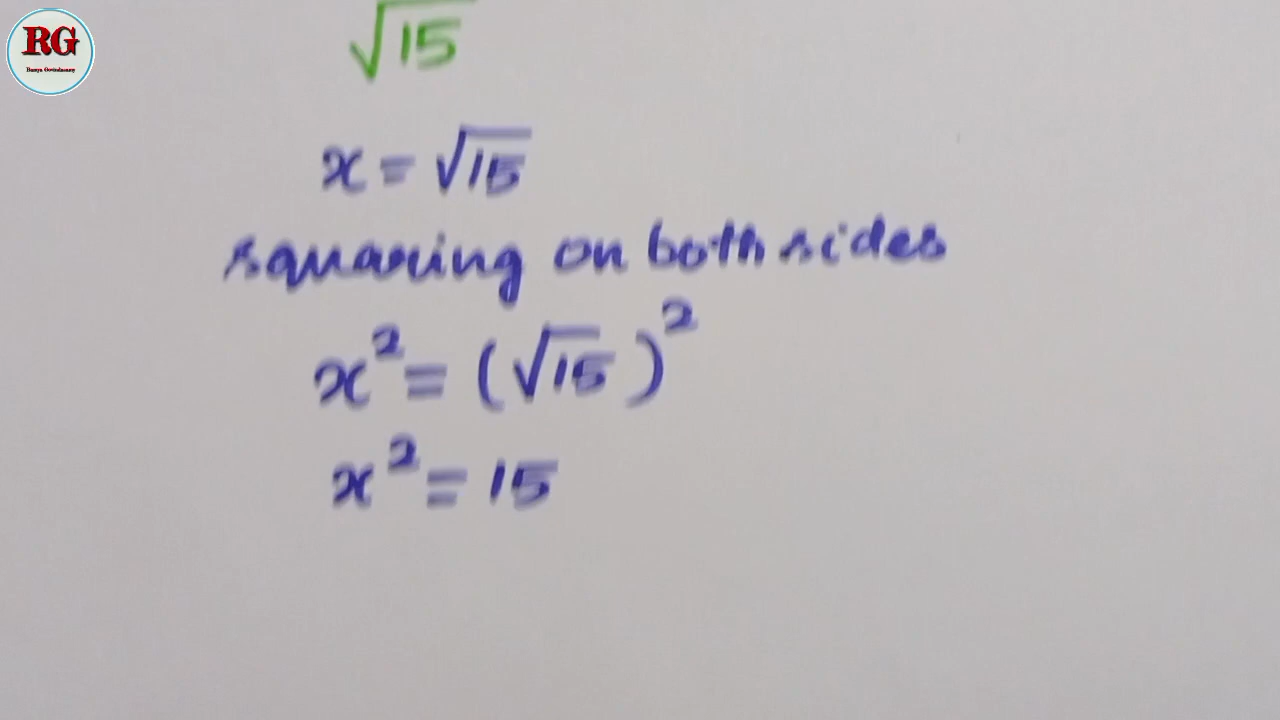 RG
√15
x = √15
squaring on both sides
x² = (√15)²
x² = 15